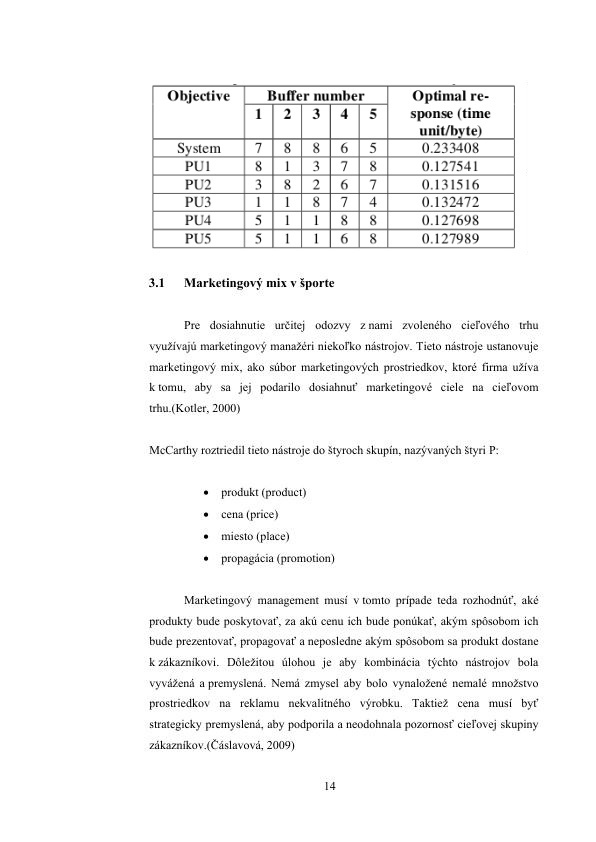 Objective Buffer number Optimal re-
1 2 3 4 5 sponse (time
unit/byte)
System 7 8 8 6 5 0.233408
PU1 8 1 3 7 8 0.127541
PU2 3 8 2 6 7 0.131516
PU3 1 1 8 7 4 0.132472
PU4 5 1 1 8 8 0.127698
PU5 5 1 1 6 8 0.127989
3.1 Marketingový mix v športe
Pre dosiahnutie určitej odozvy z nami zvoleného cieľového trhu
využívajú marketingový manažéri niekoľko nástrojov. Tieto nástroje ustanovuje
marketingový mix, ako súbor marketingových prostriedkov, ktoré firma užíva
k tomu, aby sa jej podarilo dosiahnuť marketingové ciele na cieľovom
trhu.(Kotler, 2000)
McCarthy roztriedil tieto nástroje do štyroch skupín, nazývaných štyri P:
• produkt (product)
• cena (price)
• miesto (place)
• propagácia (promotion)
Marketingový management musí v tomto prípade teda rozhodnúť, aké
produkty bude poskytovať, za akú cenu ich bude ponúkať, akým spôsobom ich
bude prezentovať, propagovať a neposledne akým spôsobom sa produkt dostane
k zákazníkovi. Dôležitou úlohou je aby kombinácia týchto nástrojov bola
vyvážená a premyslená. Nemá zmysel aby bolo vynaložené nemalé množstvo
prostriedkov na reklamu nekvalitného výrobku. Taktiež cena musí byť
strategicky premyslená, aby podporila a neodohnala pozornosť cieľovej skupiny
zákazníkov.(Čáslavová, 2009)
14